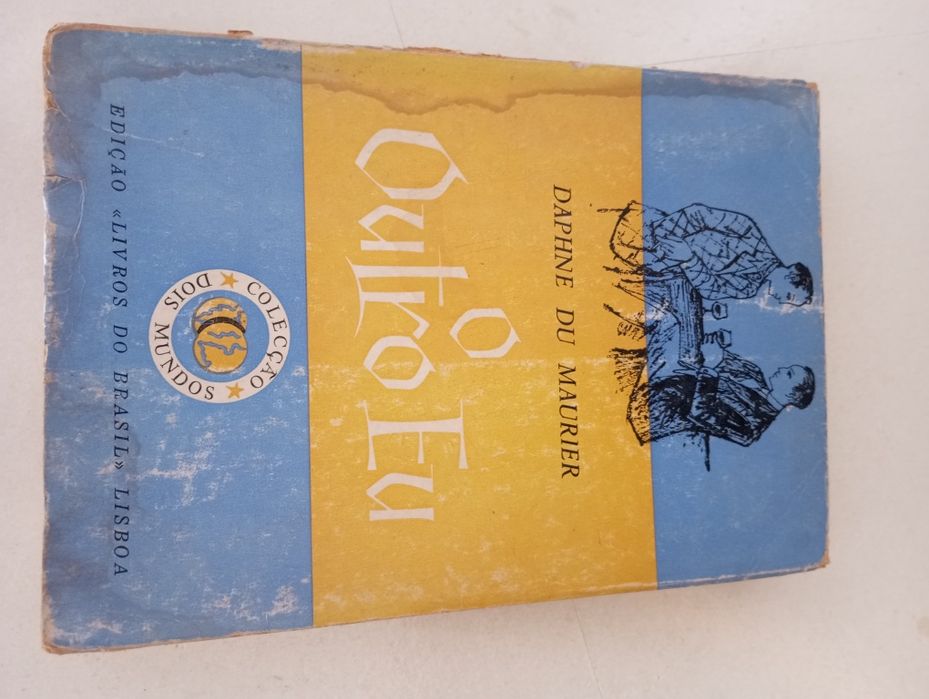 DAPHNE DU MAURIER
O
Outro Eu
COLECÇÃO
DOIS MUNDOS
EDIÇÃO «LIVROS DO BRASIL» LISBOA